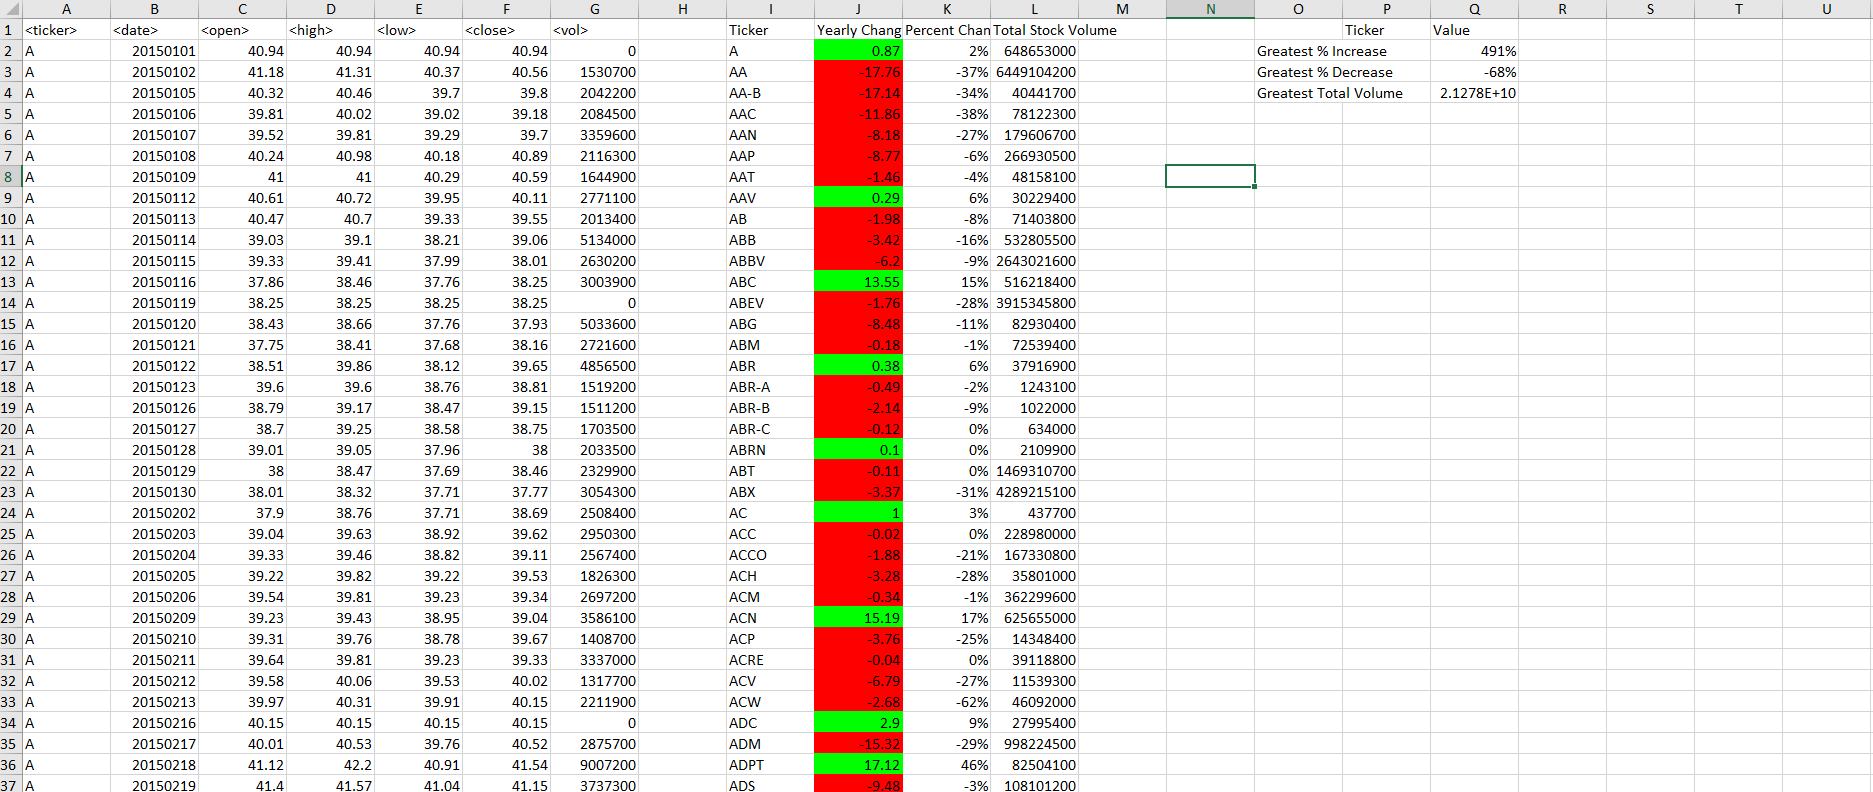 A B C D E F G H I J K L M N O P Q R S T U
1 <ticker> <date> <open> <high> <low> <close> <vol> Ticker Yearly Chang Percent Chan Total Stock Volume Ticker Value
2 A 20150101 40.94 40.94 40.94 40.94 0 A 0.87 2% 648653000 Greatest % Increase 491%
3 A 20150102 41.18 41.31 40.37 40.56 1530700 AA -17.76 -37% 6449104200 Greatest % Decrease -68%
4 A 20150105 40.32 40.46 39.7 39.8 2042200 AA-B -17.14 -34% 40441700 Greatest Total Volume 2.1278E+10
5 A 20150106 39.81 40.02 39.02 39.18 2084500 AAC -11.86 -38% 78122300
6 A 20150107 39.52 39.81 39.29 39.7 3359600 AAN -8.18 -27% 179606700
7 A 20150108 40.24 40.98 40.18 40.89 2116300 AAP -8.77 -6% 266930500
8 A 20150109 41 41 40.29 40.59 1644900 AAT -1.46 -4% 48158100
9 A 20150112 40.61 40.72 39.95 40.11 2771100 AAV 0.29 6% 30229400
10 A 20150113 40.47 40.7 39.33 39.55 2013400 AB -1.98 -8% 71403800
11 A 20150114 39.03 39.1 38.21 39.06 5134000 ABB -3.42 -16% 532805500
12 A 20150115 39.33 39.41 37.99 38.01 2630200 ABBV -6.2 -9% 2643021600
13 A 20150116 37.86 38.46 37.76 38.25 3003900 ABC 13.55 15% 516218400
14 A 20150119 38.25 38.25 38.25 38.25 0 ABEV -1.76 -28% 3915345800
15 A 20150120 38.43 38.66 37.76 37.93 5033600 ABG -8.48 -11% 82930400
16 A 20150121 37.75 38.41 37.68 38.16 2721600 ABM -0.18 -1% 72539400
17 A 20150122 38.51 39.86 38.12 39.65 4856500 ABR 0.38 6% 37916900
18 A 20150123 39.6 39.6 38.76 38.81 1519200 ABR-A -0.49 -2% 1243100
19 A 20150126 38.79 39.17 38.47 39.15 1511200 ABR-B -2.14 -9% 1022000
20 A 20150127 38.7 39.25 38.58 38.75 1703500 ABR-C -0.12 0% 634000
21 A 20150128 39.01 39.05 37.96 38 2033500 ABRN 0.1 0% 2109900
22 A 20150129 38 38.47 37.69 38.46 2329900 ABT -0.11 0% 1469310700
23 A 20150130 38.01 38.32 37.71 37.77 3054300 ABX -3.37 -31% 4289215100
24 A 20150202 37.9 38.76 37.71 38.69 2508400 AC 1 3% 437700
25 A 20150203 39.04 39.63 38.92 39.62 2950300 ACC -0.02 0% 228980000
26 A 20150204 39.33 39.46 38.82 39.11 2567400 ACCO -1.88 -21% 167330800
27 A 20150205 39.22 39.82 39.22 39.53 1826300 ACH -3.28 -28% 35801000
28 A 20150206 39.54 39.81 39.23 39.34 2697200 ACM -0.34 -1% 362299600
29 A 20150209 39.23 39.43 38.95 39.04 3586100 ACN 15.19 17% 625655000
30 A 20150210 39.31 39.76 38.78 39.67 1408700 ACP -3.76 -25% 14348400
31 A 20150211 39.64 39.81 39.23 39.33 3337000 ACRE -0.04 0% 39118800
32 A 20150212 39.58 40.06 39.53 40.02 1317700 ACV -6.79 -27% 11539300
33 A 20150213 39.97 40.31 39.91 40.15 2211900 ACW -2.68 -62% 46092000
34 A 20150216 40.15 40.15 40.15 40.15 0 ADC 2.9 9% 27995400
35 A 20150217 40.01 40.53 39.76 40.52 2875700 ADM -15.32 -29% 998224500
36 A 20150218 41.12 42.2 40.91 41.54 9007200 ADPT 17.12 46% 82504100
37 A 20150219 41.4 41.57 41.04 41.15 3737300 ADS -9.48 -3% 108101200